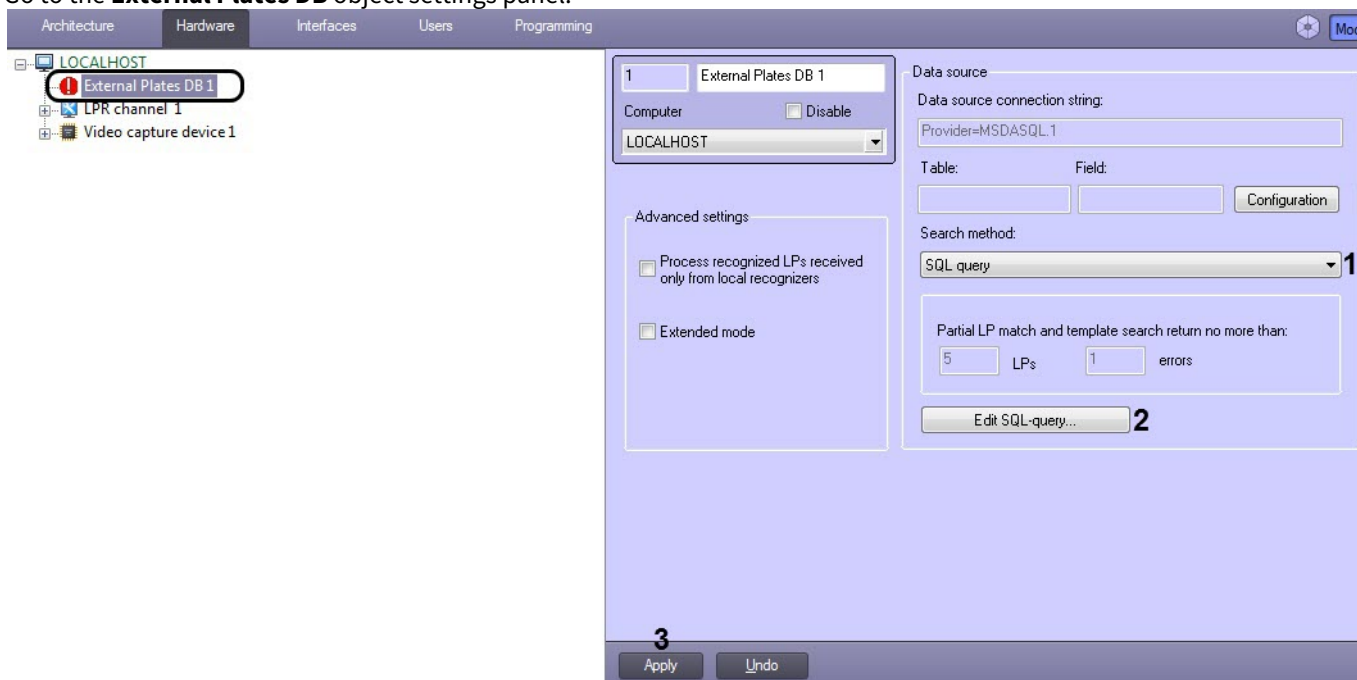 Go to the External Plates DB object settings panel.
Architecture Hardware Interfaces Users Programming
LOCALHOST
External Plates DB 1
LPR channel 1
Video capture device 1
1 External Plates DB 1
Computer Disable
LOCALHOST
Advanced settings
Process recognized LPs received
only from local recognizers
Extended mode
Data source
Data source connection string:
Provider=MSDASQL.1
Table: Field:
Configuration
Search method:
SQL query 1
Partial LP match and template search return no more than:
5 LPs 1 errors
Edit SQL-query... 2
3
Apply Undo